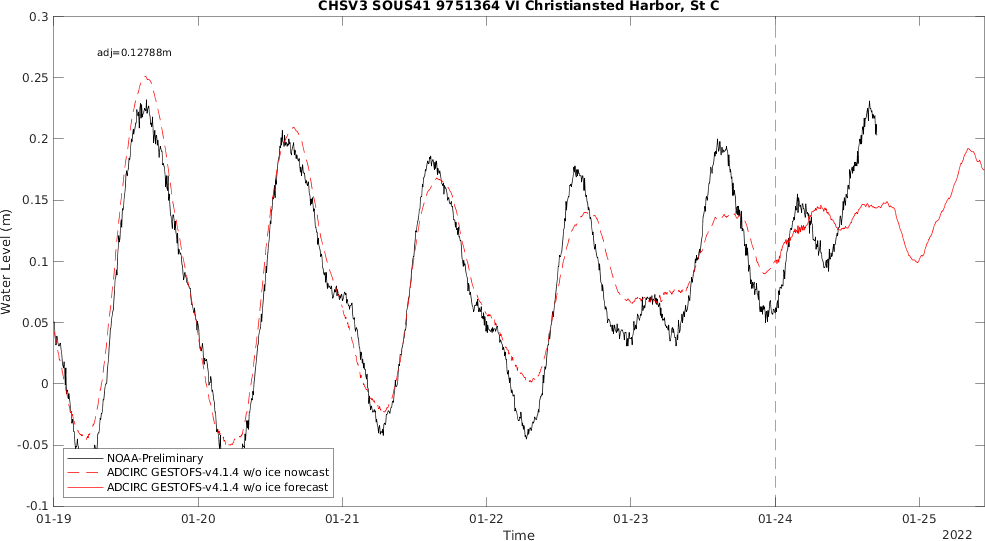 CHSV3 SOUS41 9751364 VI Christiansted Harbor, St C
adj=0.12788m
0.3
0.25
0.2
0.15
0.1
0.05
0
-0.05
-0.1
Water Level (m)
NOAA-Preliminary
ADCIRC GESTOFS-v4.1.4 w/o ice nowcast
ADCIRC GESTOFS-v4.1.4 w/o ice forecast
01-19 01-20 01-21 01-22 01-23 01-24 01-25
Time
2022